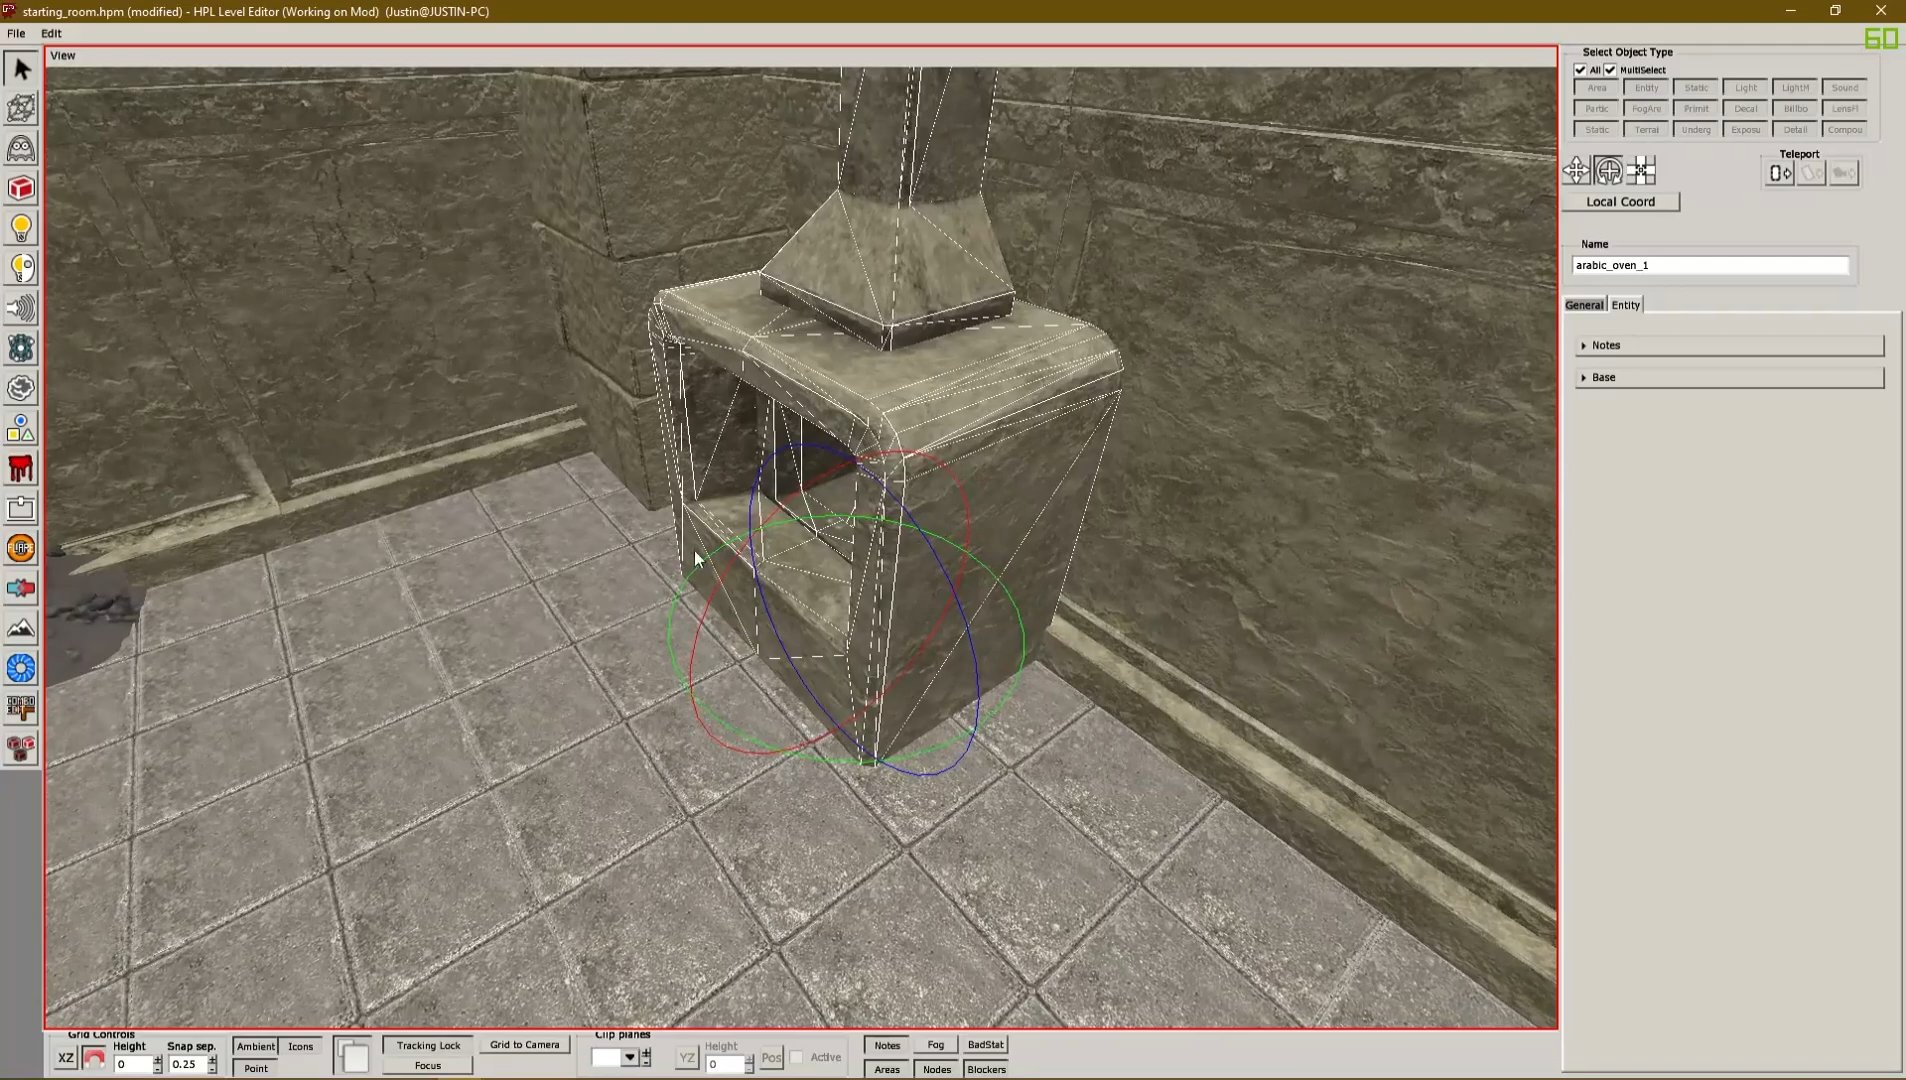 starting_room.hpm (modified) - HPL Level Editor (Working on Mod)  (Justin@JUSTIN-PC)
File Edit
60
View
Select Object Type
All MultiSelect
Area Entity Static Light LightM Sound
Partic FogAre Primit Decal Billbo LensFl
Static Terrai Underg Exposu Detail Compou
Teleport
Local Coord
Name
arabic_oven_1
General Entity
Notes
Base
FLARE
COMBO
Grid Controls
XZ Height 0 Snap sep. 0.25 Ambient Icons Point
Tracking Lock Grid to Camera
Focus
Clip planes
YZ Height 0 Pos Active
Notes Fog BadStat
Areas Nodes Blockers